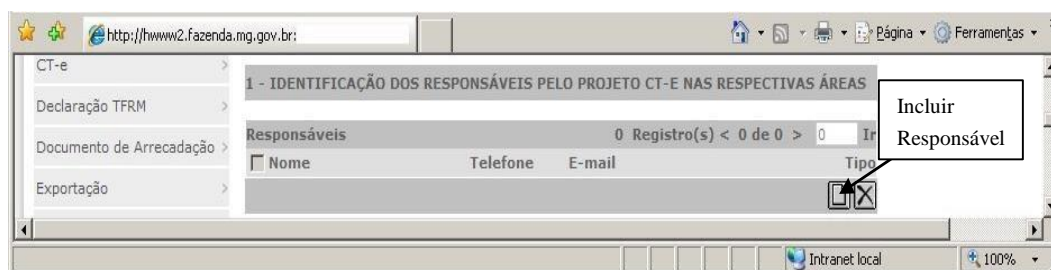 http://hwww2.fazenda.mg.gov.br:
Página
Ferramentas
CT-e
Declaração TFRM
Documento de Arrecadação
Exportação
1 - IDENTIFICAÇÃO DOS RESPONSÁVEIS PELO PROJETO CT-E NAS RESPECTIVAS ÁREAS
Responsáveis 0 Registro(s) < 0 de 0 > 0 Ir
Nome Telefone E-mail Tipo
Incluir
Responsável
Intranet local 100%